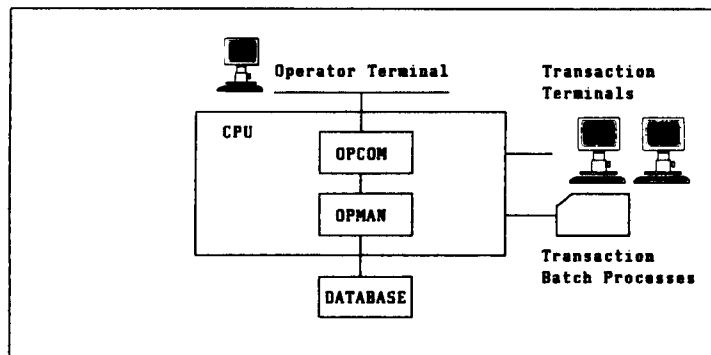 Operator Terminal
Transaction
Terminals
CPU
OPCOM
OPMAN
DATABASE
Transaction
Batch Processes